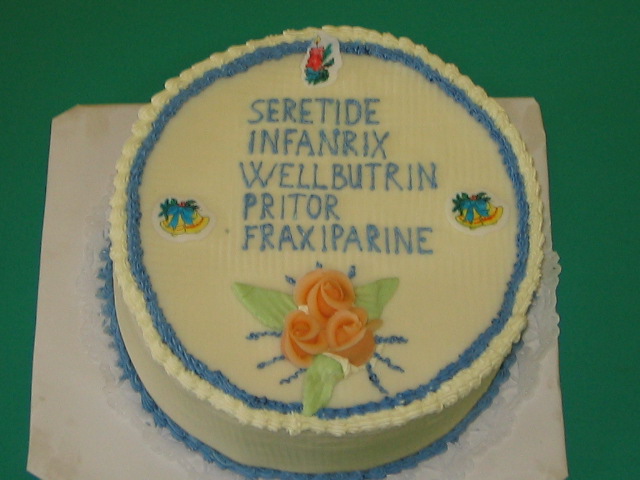 SERETIDE
INFANRIX
WELLBUTRIN
PRITOR
FRAXIPARINE